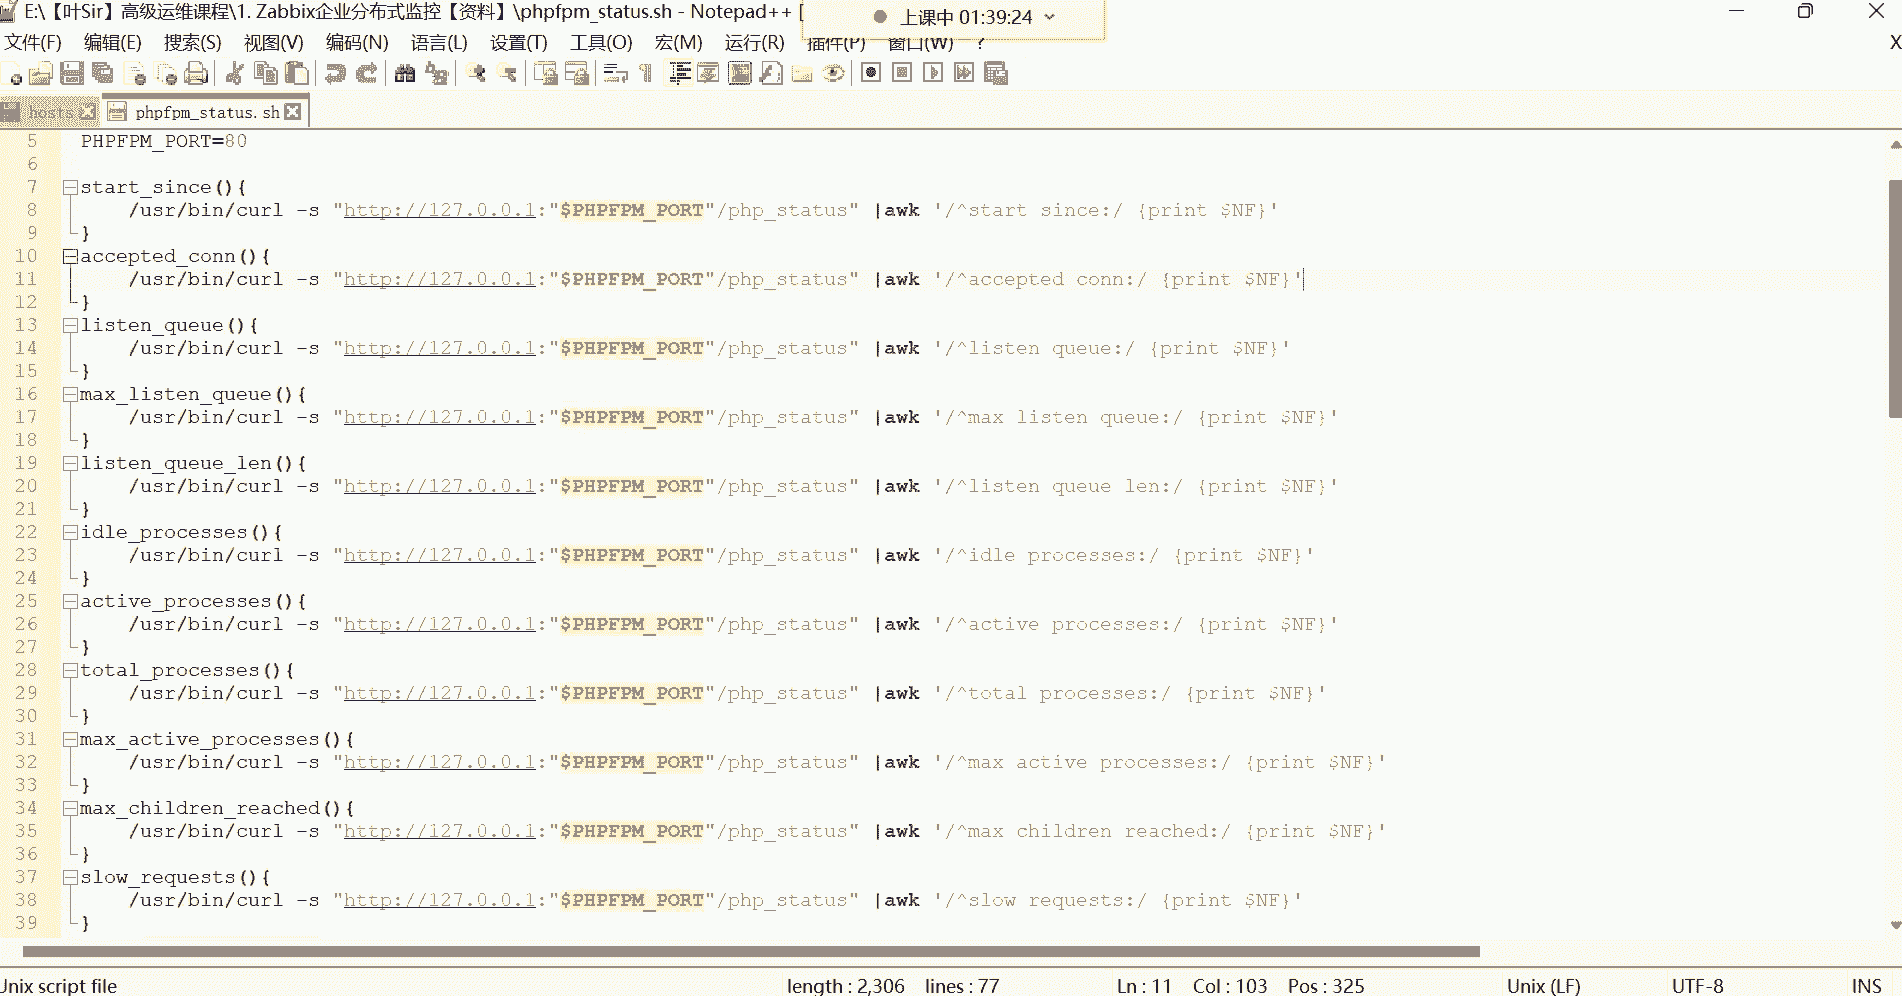 E:\【叶Sir】高级运维课程\1. Zabbix企业分布式监控【资料】\phpfpm_status.sh - Notepad++ [
上课中 01:39:24
文件(F) 编辑(E) 搜索(S) 视图(V) 编码(N) 语言(L) 设置(T) 工具(O) 宏(M) 运行(R) 插件(P) 窗口(W) ? X
hosts phpfpm_status.sh
5 PHPFPM_PORT=80
6
7 start_since(){
8 /usr/bin/curl -s "http://127.0.0.1:"$PHPFPM_PORT"/php_status" |awk '/^start since:/ {print $NF}'
9 }
10 accepted_conn(){
11 /usr/bin/curl -s "http://127.0.0.1:"$PHPFPM_PORT"/php_status" |awk '/^accepted conn:/ {print $NF}'
12 }
13 listen_queue(){
14 /usr/bin/curl -s "http://127.0.0.1:"$PHPFPM_PORT"/php_status" |awk '/^listen queue:/ {print $NF}'
15 }
16 max_listen_queue(){
17 /usr/bin/curl -s "http://127.0.0.1:"$PHPFPM_PORT"/php_status" |awk '/^max listen queue:/ {print $NF}'
18 }
19 listen_queue_len(){
20 /usr/bin/curl -s "http://127.0.0.1:"$PHPFPM_PORT"/php_status" |awk '/^listen queue len:/ {print $NF}'
21 }
22 idle_processes(){
23 /usr/bin/curl -s "http://127.0.0.1:"$PHPFPM_PORT"/php_status" |awk '/^idle processes:/ {print $NF}'
24 }
25 active_processes(){
26 /usr/bin/curl -s "http://127.0.0.1:"$PHPFPM_PORT"/php_status" |awk '/^active processes:/ {print $NF}'
27 }
28 total_processes(){
29 /usr/bin/curl -s "http://127.0.0.1:"$PHPFPM_PORT"/php_status" |awk '/^total processes:/ {print $NF}'
30 }
31 max_active_processes(){
32 /usr/bin/curl -s "http://127.0.0.1:"$PHPFPM_PORT"/php_status" |awk '/^max active processes:/ {print $NF}'
33 }
34 max_children_reached(){
35 /usr/bin/curl -s "http://127.0.0.1:"$PHPFPM_PORT"/php_status" |awk '/^max children reached:/ {print $NF}'
36 }
37 slow_requests(){
38 /usr/bin/curl -s "http://127.0.0.1:"$PHPFPM_PORT"/php_status" |awk '/^slow requests:/ {print $NF}'
39 }
Unix script file length : 2,306 lines : 77 Ln : 11 Col : 103 Pos : 325 Unix (LF) UTF-8 INS